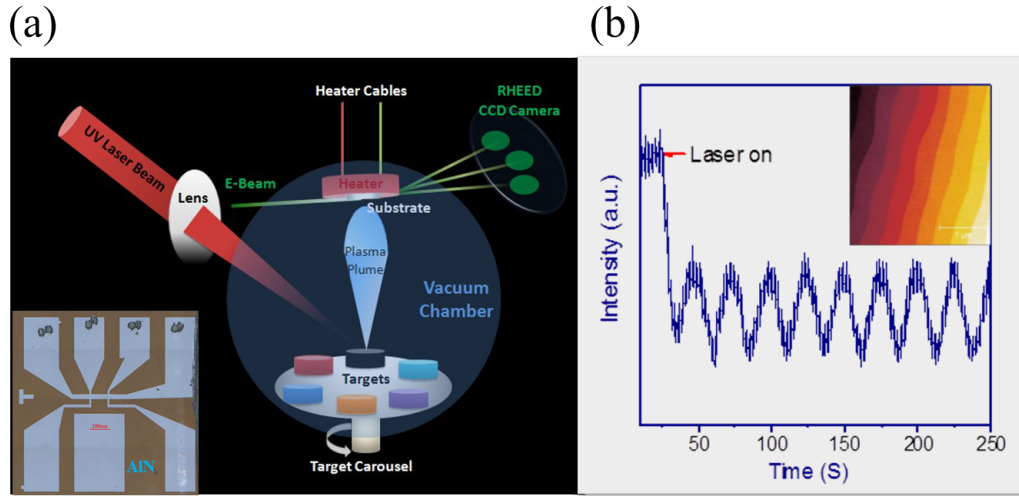 (a)
(b)
Heater Cables
RHEED
CCD Camera
UV Laser Beam
Lens
E-Beam
Heater
Substrate
Plasma
Plume
Vacuum
Chamber
Targets
Target Carousel
AlN
Laser on
Intensity (a.u.)
50 100 150 200 250
Time (S)